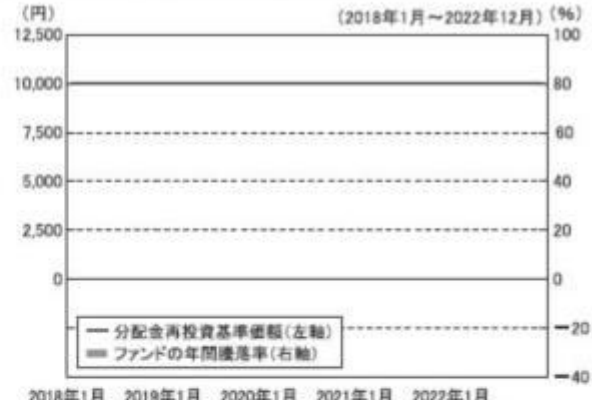 (円) (2018年1月～2022年12月) (%)
12,500 100
10,000 80
7,500 60
5,000 40
2,500 20
0 0
━ 分配金再投資基準価額(左軸) −20
ファンドの年間騰落率(右軸)
−40
2018年1月 2019年1月 2020年1月 2021年1月 2022年1月